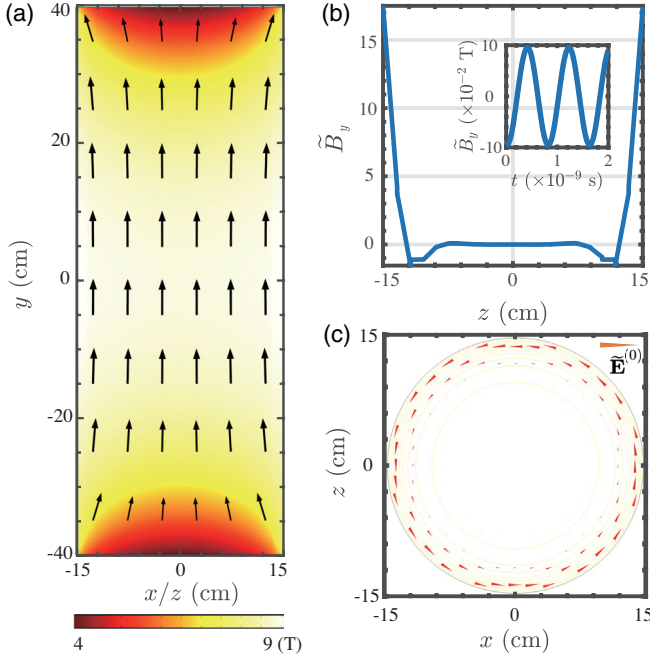 (a)
40
20
0
-20
-40
y (cm)
-15
0
15
x/z (cm)
4
9 (T)
(b)
15
10
5
0
B̃_y
-15
0
15
z (cm)
10
0
-10
B̃_y (×10⁻² T)
0
2
t (×10⁻⁹ s)
(c)
15
0
-15
z (cm)
-15
0
15
x (cm)
Ẽ⁽⁰⁾